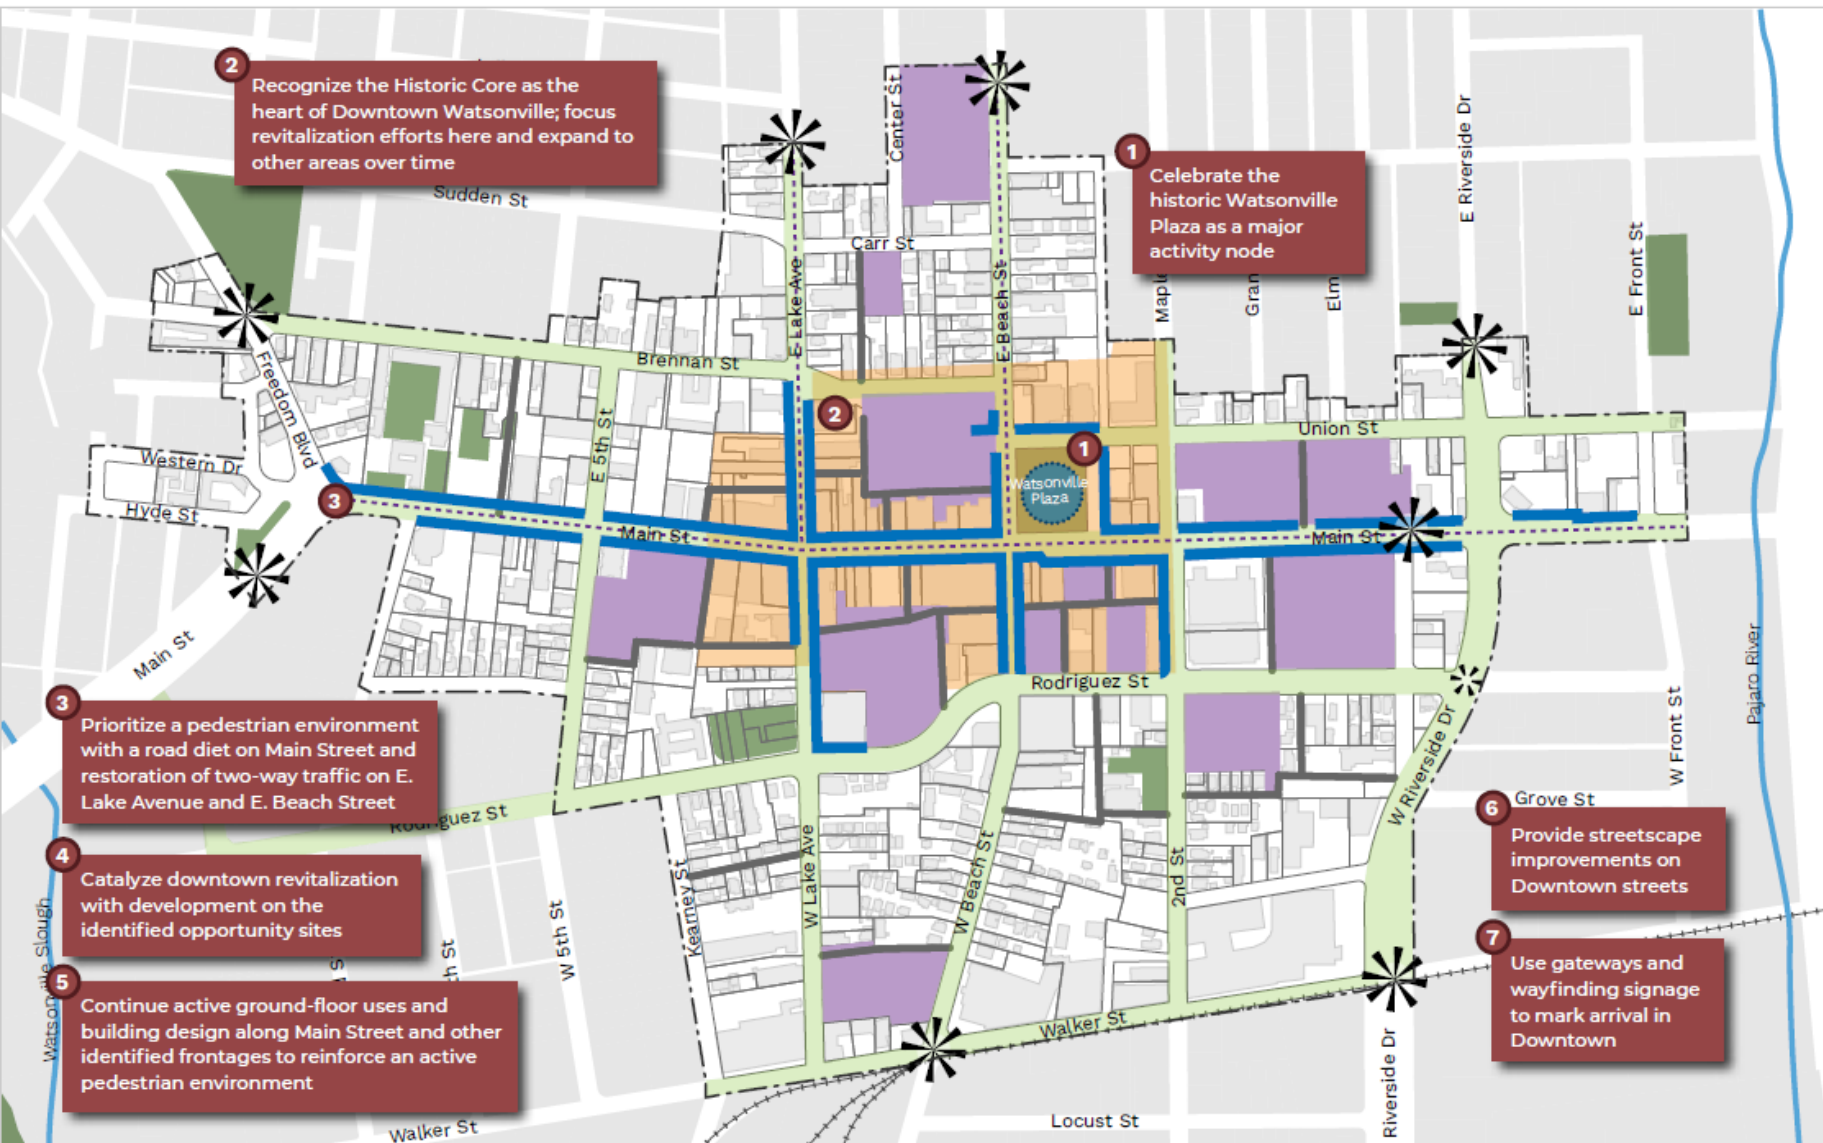 2
Recognize the Historic Core as the
heart of Downtown Watsonville; focus
revitalization efforts here and expand to
other areas over time
1
Celebrate the
historic Watsonville
Plaza as a major
activity node
Center St
E Riverside Dr
Sudden St
Carr St
E Lake Ave
E Beach St
Maple
Gran
Elm
E Front St
Brennan St
Freedom Blvd
E 5th St
2
1
Union St
Western Dr
Hyde St
3
Watsonville
Plaza
Main St
Main St
Main St
Rodriguez St
Pajaro River
W Front St
W Riverside Dr
3
Prioritize a pedestrian environment
with a road diet on Main Street and
restoration of two-way traffic on E.
Lake Avenue and E. Beach Street
Rodriguez St
4
Catalyze downtown revitalization
with development on the
identified opportunity sites
Kearney St
W Lake Ave
W Beach St
2nd St
W 5th St
Watsonville Slough
Grove St
6
Provide streetscape
improvements on
Downtown streets
7
Use gateways and
wayfinding signage
to mark arrival in
Downtown
5
Continue active ground-floor uses and
building design along Main Street and other
identified frontages to reinforce an active
pedestrian environment
Walker St
Riverside Dr
Locust St
Walker St